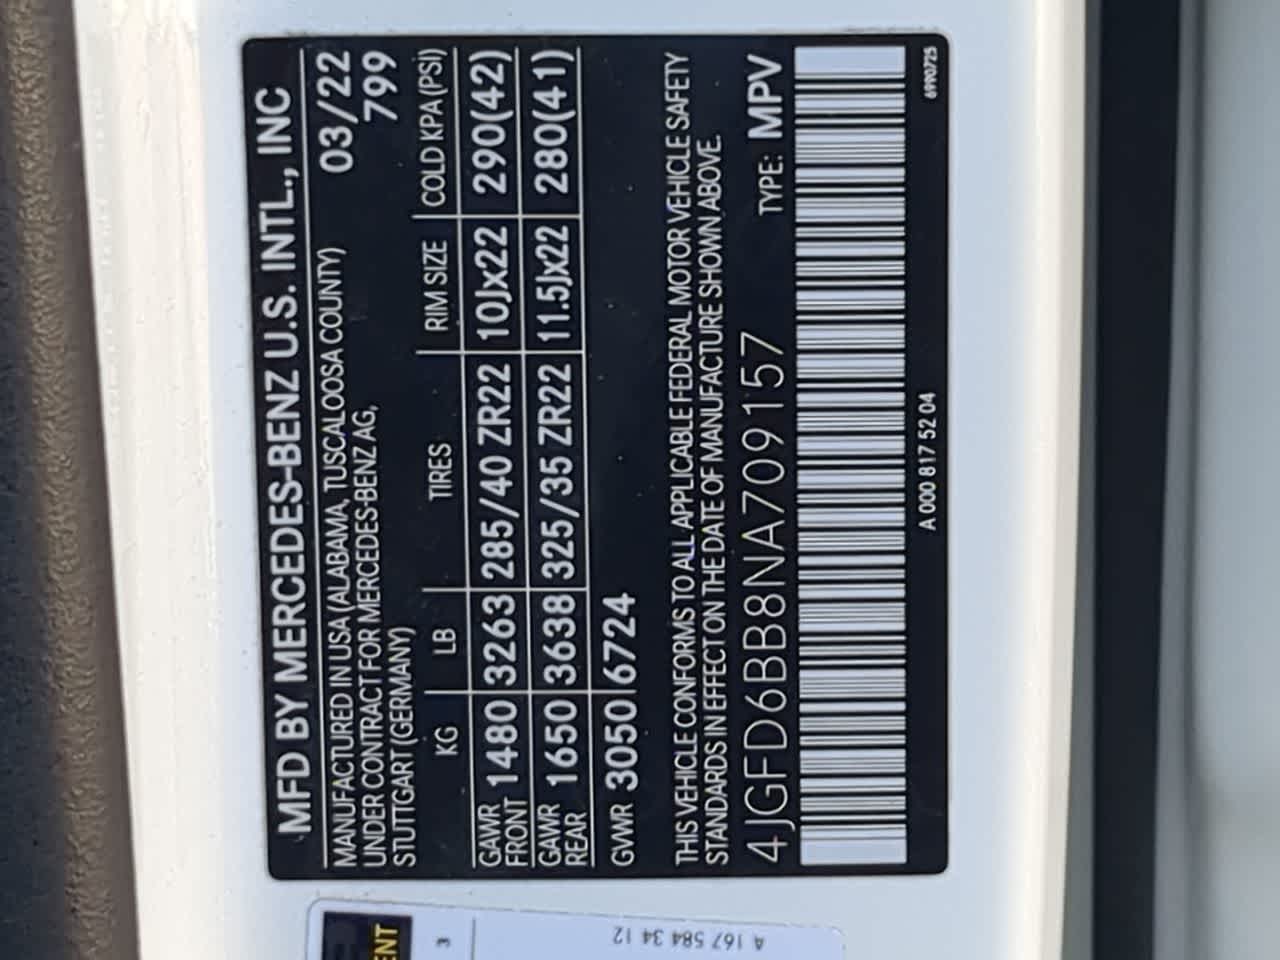 MFD BY MERCEDES-BENZ U.S. INTL., INC
MANUFACTURED IN USA (ALABAMA, TUSCALOOSA COUNTY) 03/22
UNDER CONTRACT FOR MERCEDES-BENZ AG, 799
STUTTGART (GERMANY)
KG LB TIRES RIM SIZE COLD KPA (PSI)
GAWR FRONT 1480 3263 285/40 ZR22 10Jx22 290(42)
GAWR REAR 1650 3638 325/35 ZR22 11.5Jx22 280(41)
GVWR 3050 6724
THIS VEHICLE CONFORMS TO ALL APPLICABLE FEDERAL MOTOR VEHICLE SAFETY
STANDARDS IN EFFECT ON THE DATE OF MANUFACTURE SHOWN ABOVE.
4JGFD6BB8NA709157 TYPE: MPV
A 000 817 52 04 6990725
ENT
3
A 167 584 34 12